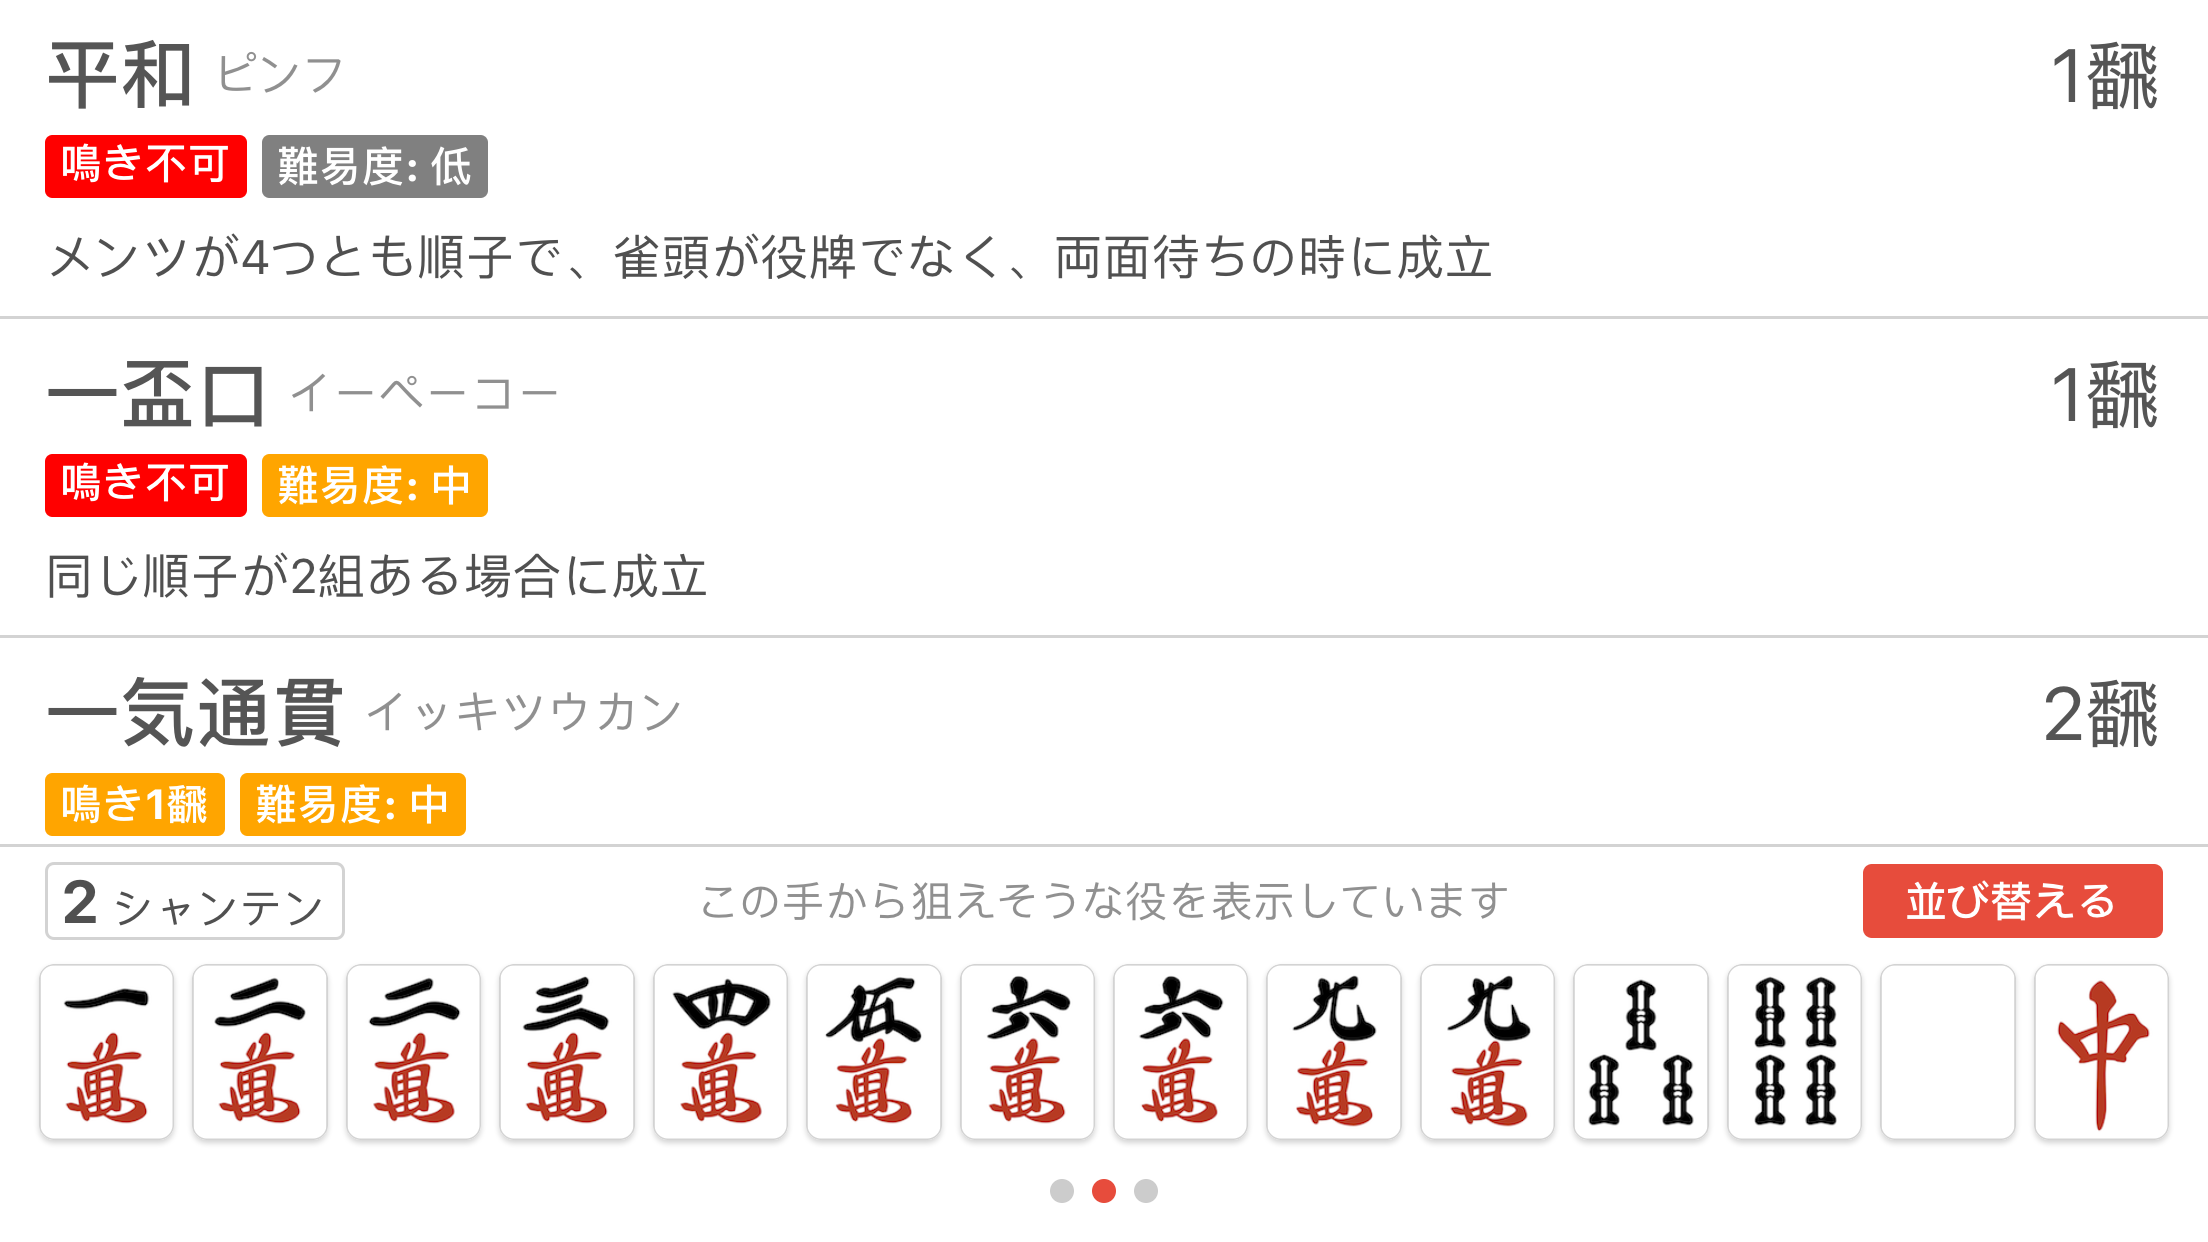 平和 ピンフ 1飜
鳴き不可 難易度: 低
メンツが4つとも順子で、雀頭が役牌でなく、両面待ちの時に成立
一盃口 イーペーコー 1飜
鳴き不可 難易度: 中
同じ順子が2組ある場合に成立
一気通貫 イッキツウカン 2飜
鳴き1飜 難易度: 中
2 シャンテン この手から狙えそうな役を表示しています 並び替える
一萬 二萬 二萬 三萬 四萬 伍萬 六萬 六萬 九萬 九萬 中